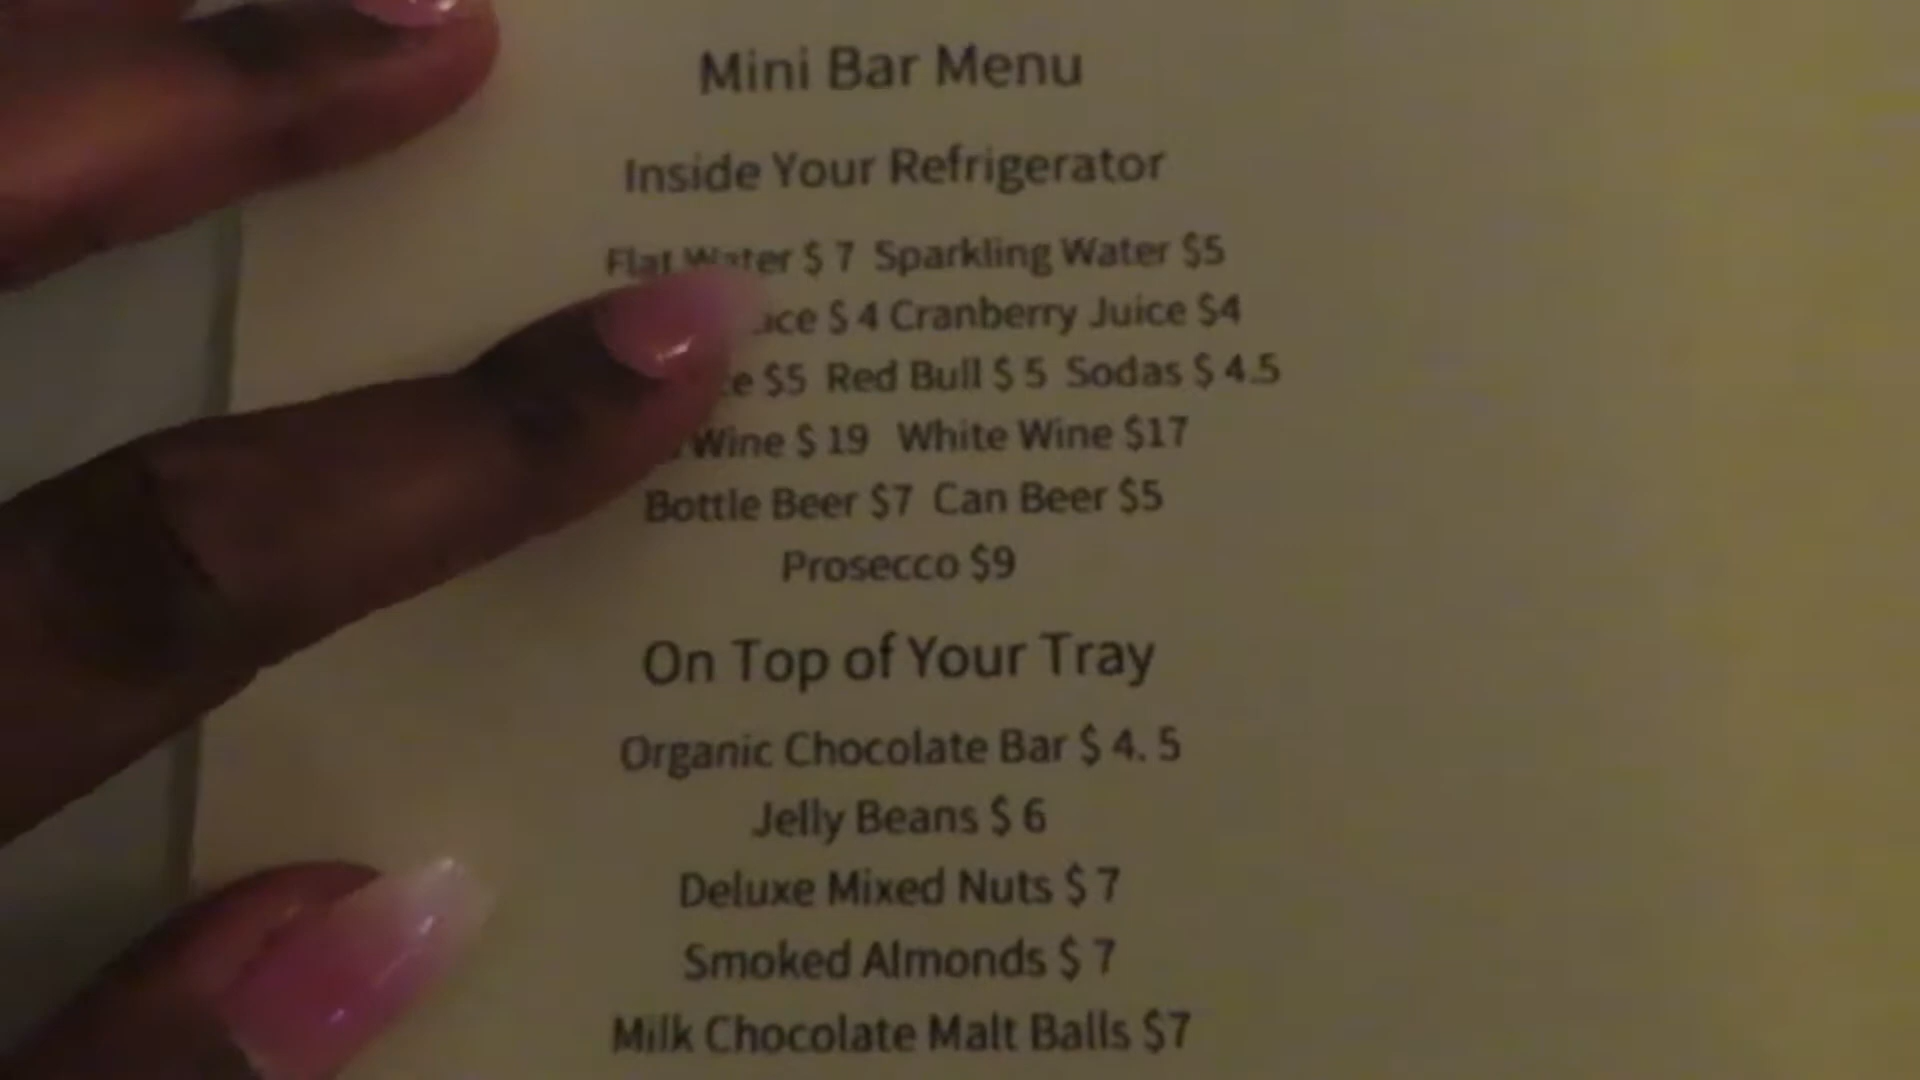 Mini Bar Menu
Inside Your Refrigerator
Flat Water $ 7 Sparkling Water $5
$ 4 Cranberry Juice $4
$5 Red Bull $ 5 Sodas $ 4.5
Wine $ 19 White Wine $17
Bottle Beer $7 Can Beer $5
Prosecco $9
On Top of Your Tray
Organic Chocolate Bar $ 4. 5
Jelly Beans $ 6
Deluxe Mixed Nuts $ 7
Smoked Almonds $ 7
Milk Chocolate Malt Balls $7